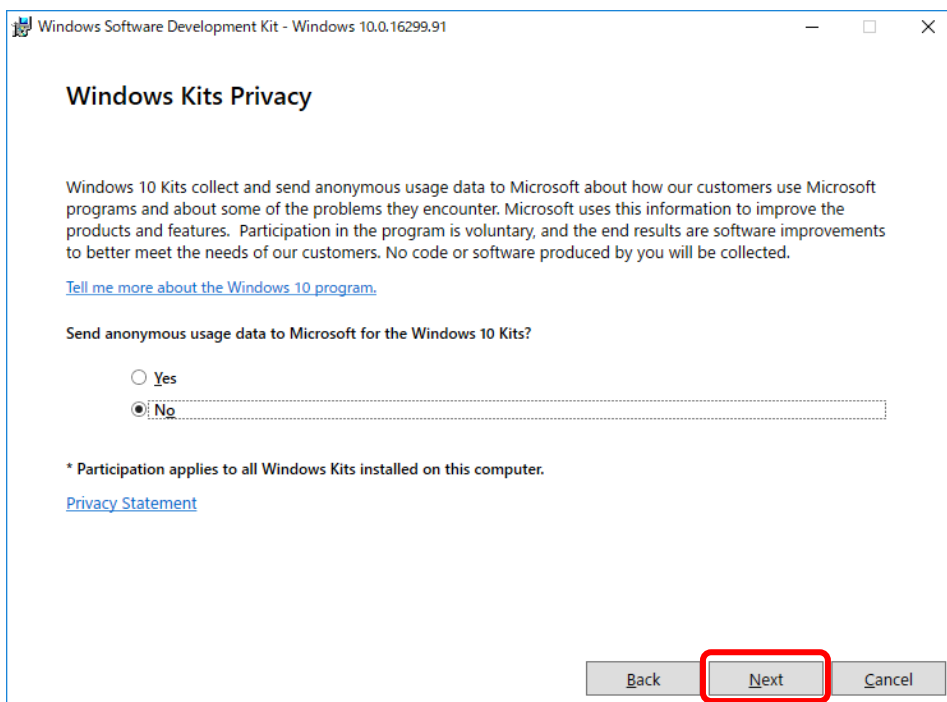 Windows Software Development Kit - Windows 10.0.16299.91
Windows Kits Privacy
Windows 10 Kits collect and send anonymous usage data to Microsoft about how our customers use Microsoft
programs and about some of the problems they encounter. Microsoft uses this information to improve the
products and features.  Participation in the program is voluntary, and the end results are software improvements
to better meet the needs of our customers. No code or software produced by you will be collected.
Tell me more about the Windows 10 program.
Send anonymous usage data to Microsoft for the Windows 10 Kits?
Yes
No
* Participation applies to all Windows Kits installed on this computer.
Privacy Statement
Back Next Cancel